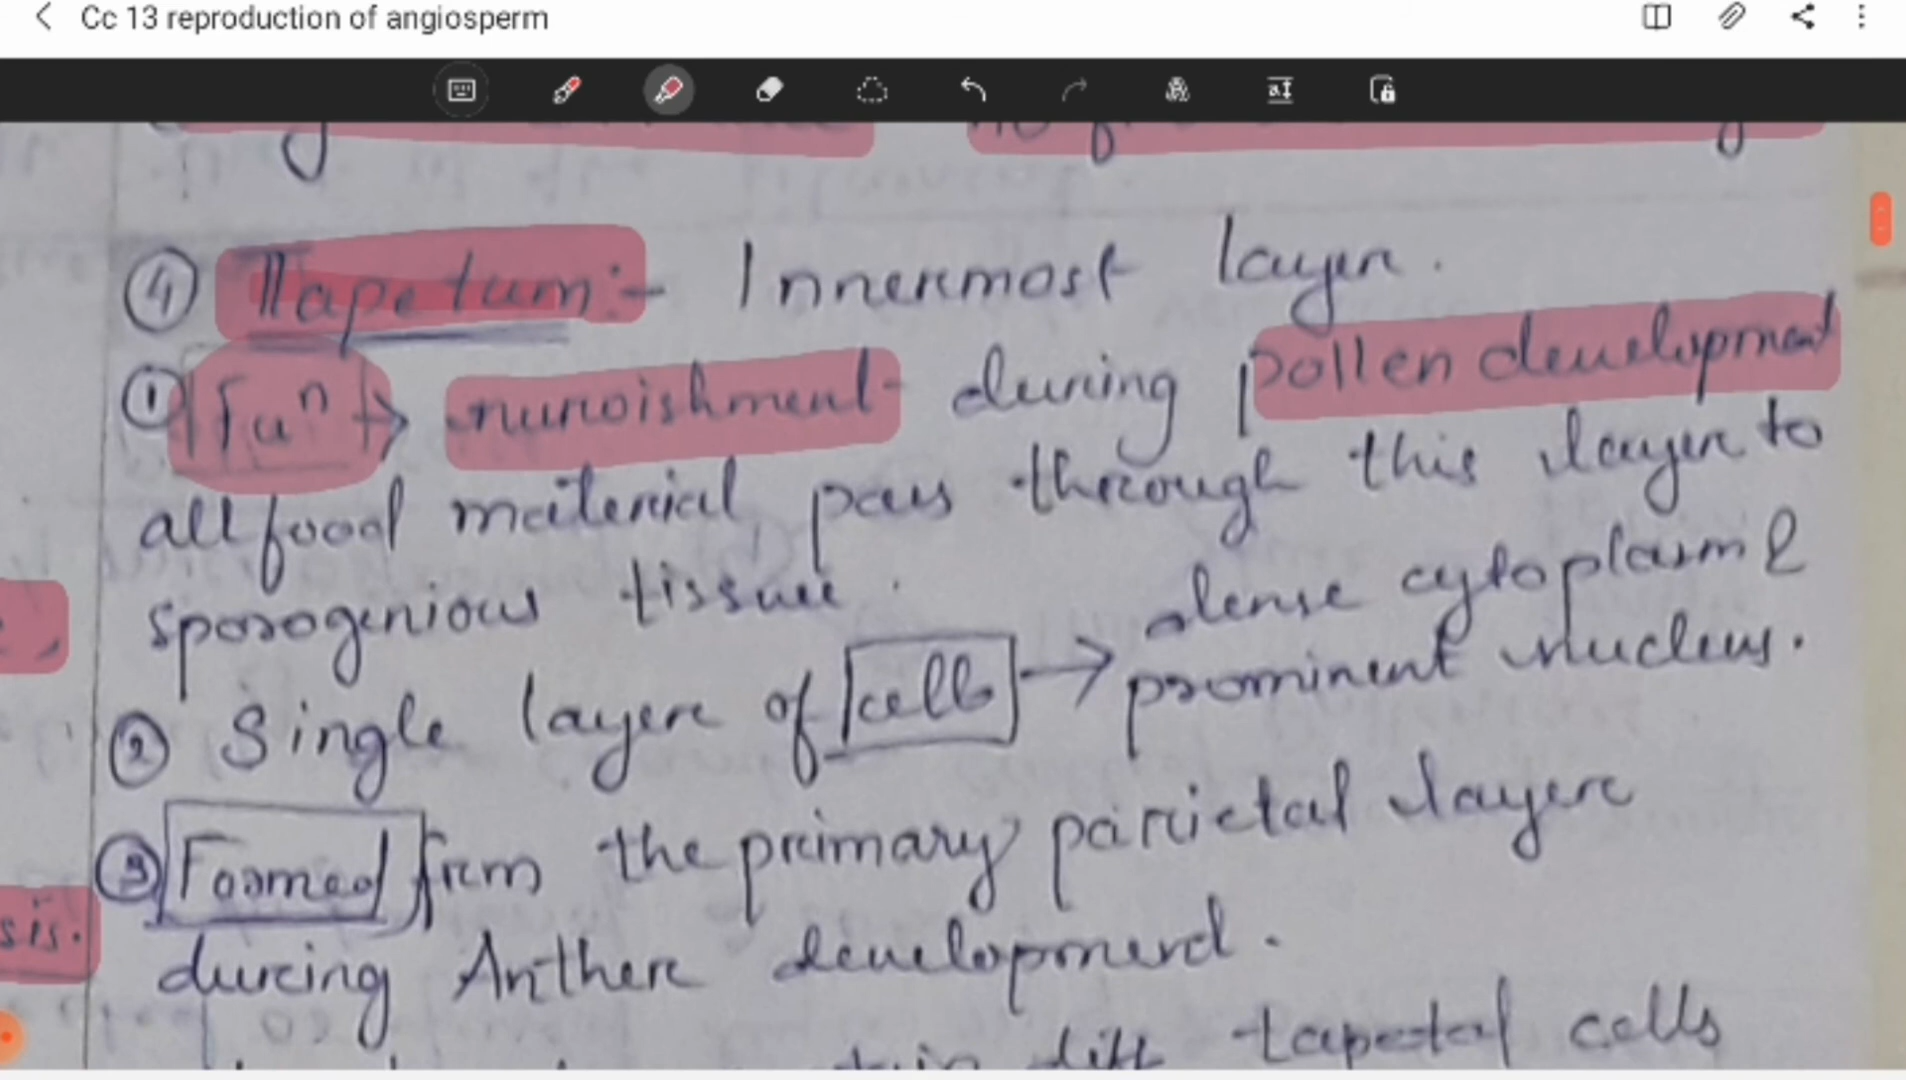 Cc 13 reproduction of angiosperm
④ Tapetum:- Innermost layer.
① Fuⁿ → nuroishment during pollen development
all food material, pass through this layer to
sporogenious tissue.
② Single layer of cells → dense cytoplasm &
prominent nucleus.
③ Formed from the primary parietal layer
during Anther development.
sis.
diff tapetal cells